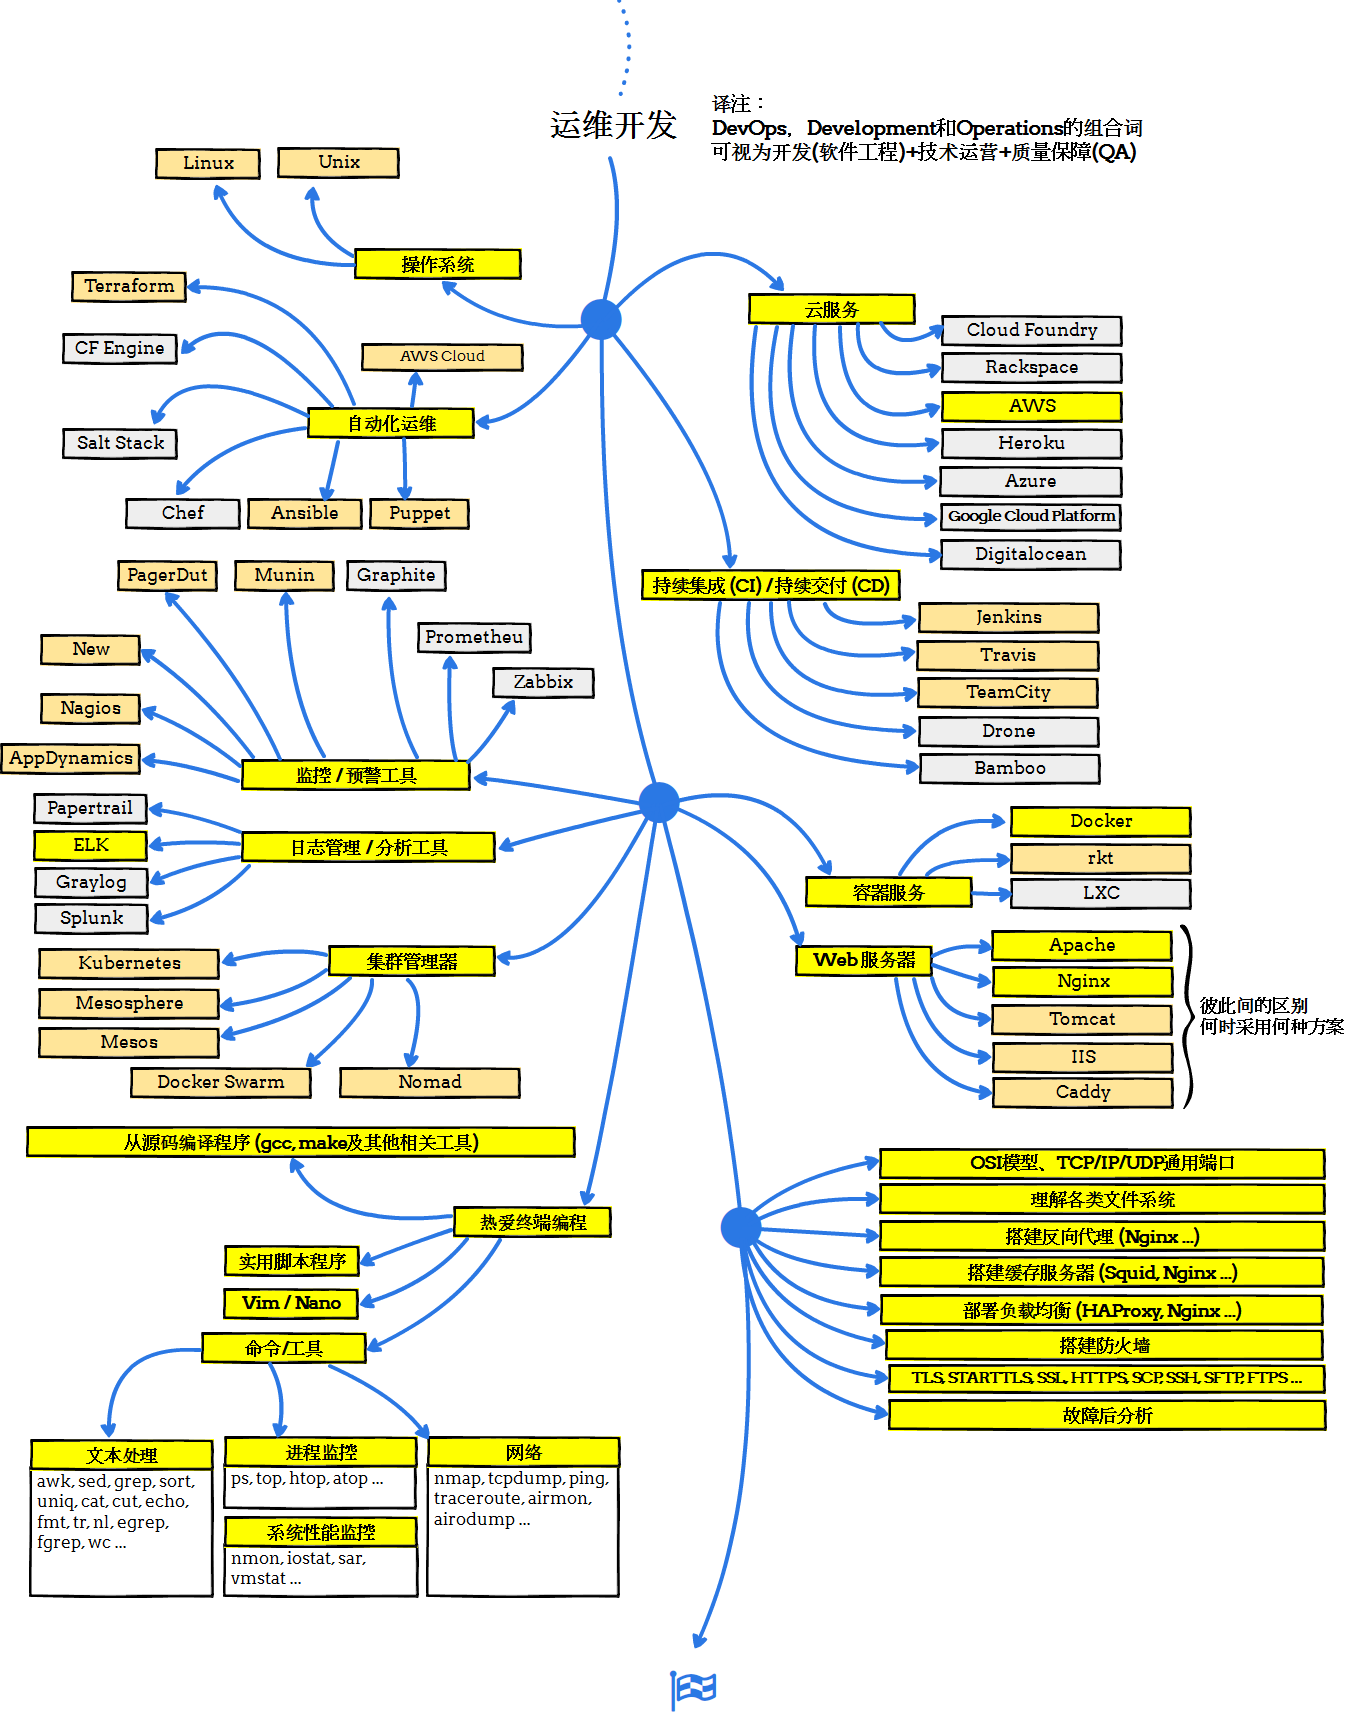 运维开发
译注：
DevOps，Development和Operations的组合词
可视为开发(软件工程)+技术运营+质量保障(QA)
Linux
Unix
操作系统
Terraform
CF Engine
AWS Cloud
Salt Stack
自动化运维
Chef
Ansible
Puppet
云服务
Cloud Foundry
Rackspace
AWS
Heroku
Azure
Google Cloud Platform
Digitalocean
持续集成 (CI) / 持续交付 (CD)
Jenkins
Travis
TeamCity
Drone
Bamboo
PagerDut
Munin
Graphite
Prometheu
Zabbix
New
Nagios
AppDynamics
监控 / 预警工具
Papertrail
ELK
Graylog
Splunk
日志管理 / 分析工具
Docker
rkt
LXC
容器服务
Kubernetes
Mesosphere
Mesos
Docker Swarm
Nomad
集群管理器
Web 服务器
Apache
Nginx
Tomcat
IIS
Caddy
彼此间的区别
何时采用何种方案
从源码编译程序 (gcc, make及其他相关工具)
热爱终端编程
实用脚本程序
Vim / Nano
命令/工具
OSI模型、TCP/IP/UDP通用端口
理解各类文件系统
搭建反向代理 (Nginx ...)
搭建缓存服务器 (Squid, Nginx ...)
部署负载均衡 (HAProxy, Nginx ...)
搭建防火墙
TLS, STARTTLS, SSL, HTTPS, SCP, SSH, SFTP, FTPS ...
故障后分析
文本处理
awk, sed, grep, sort,
uniq, cat, cut, echo,
fmt, tr, nl, egrep,
fgrep, wc ...
进程监控
ps, top, htop, atop ...
系统性能监控
nmon, iostat, sar,
vmstat ...
网络
nmap, tcpdump, ping,
traceroute, airmon,
airodump ...